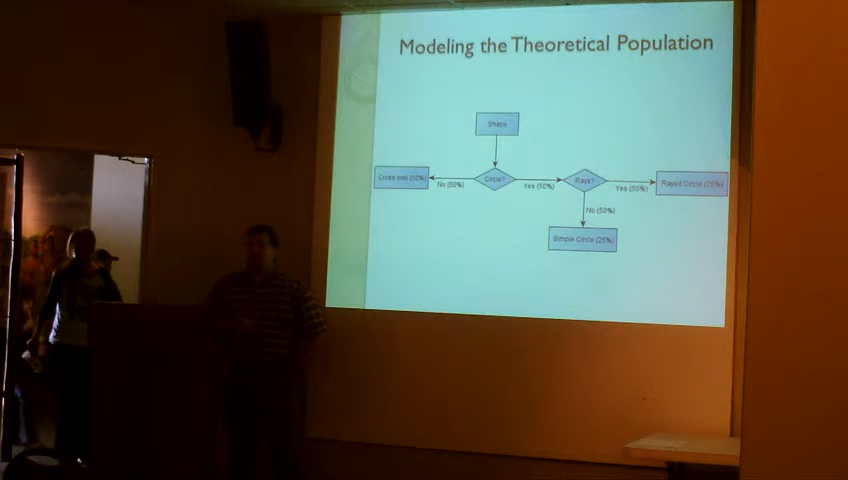 Modeling the Theoretical Population
Shape
Cross only (50%)
No (50%)
Circle?
Yes (50%)
Rays?
Yes (50%)
Rayed Circle (25%)
No (50%)
Simple Circle (25%)